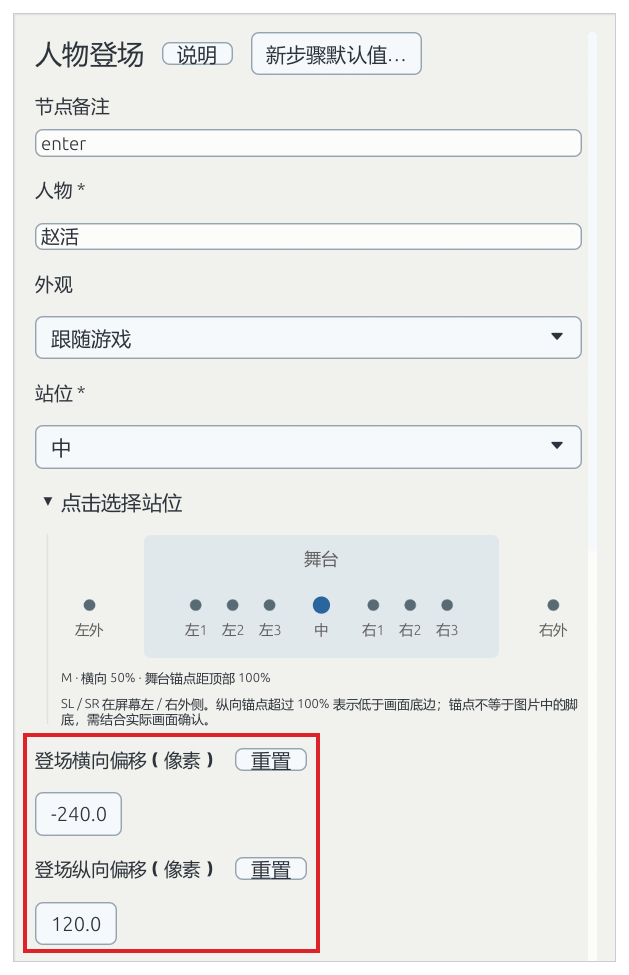 人物登场 说明 新步骤默认值...
节点备注
enter
人物 *
赵活
外观
跟随游戏
站位 *
中
▼ 点击选择站位
舞台
左外 左1 左2 左3 中 右1 右2 右3 右外
M · 横向 50% · 舞台锚点距顶部 100%
SL / SR 在屏幕左 / 右外侧。纵向锚点超过 100% 表示低于画面底边；锚点不等于图片中的脚
底，需结合实际画面确认。
登场横向偏移（像素） 重置
-240.0
登场纵向偏移（像素） 重置
120.0